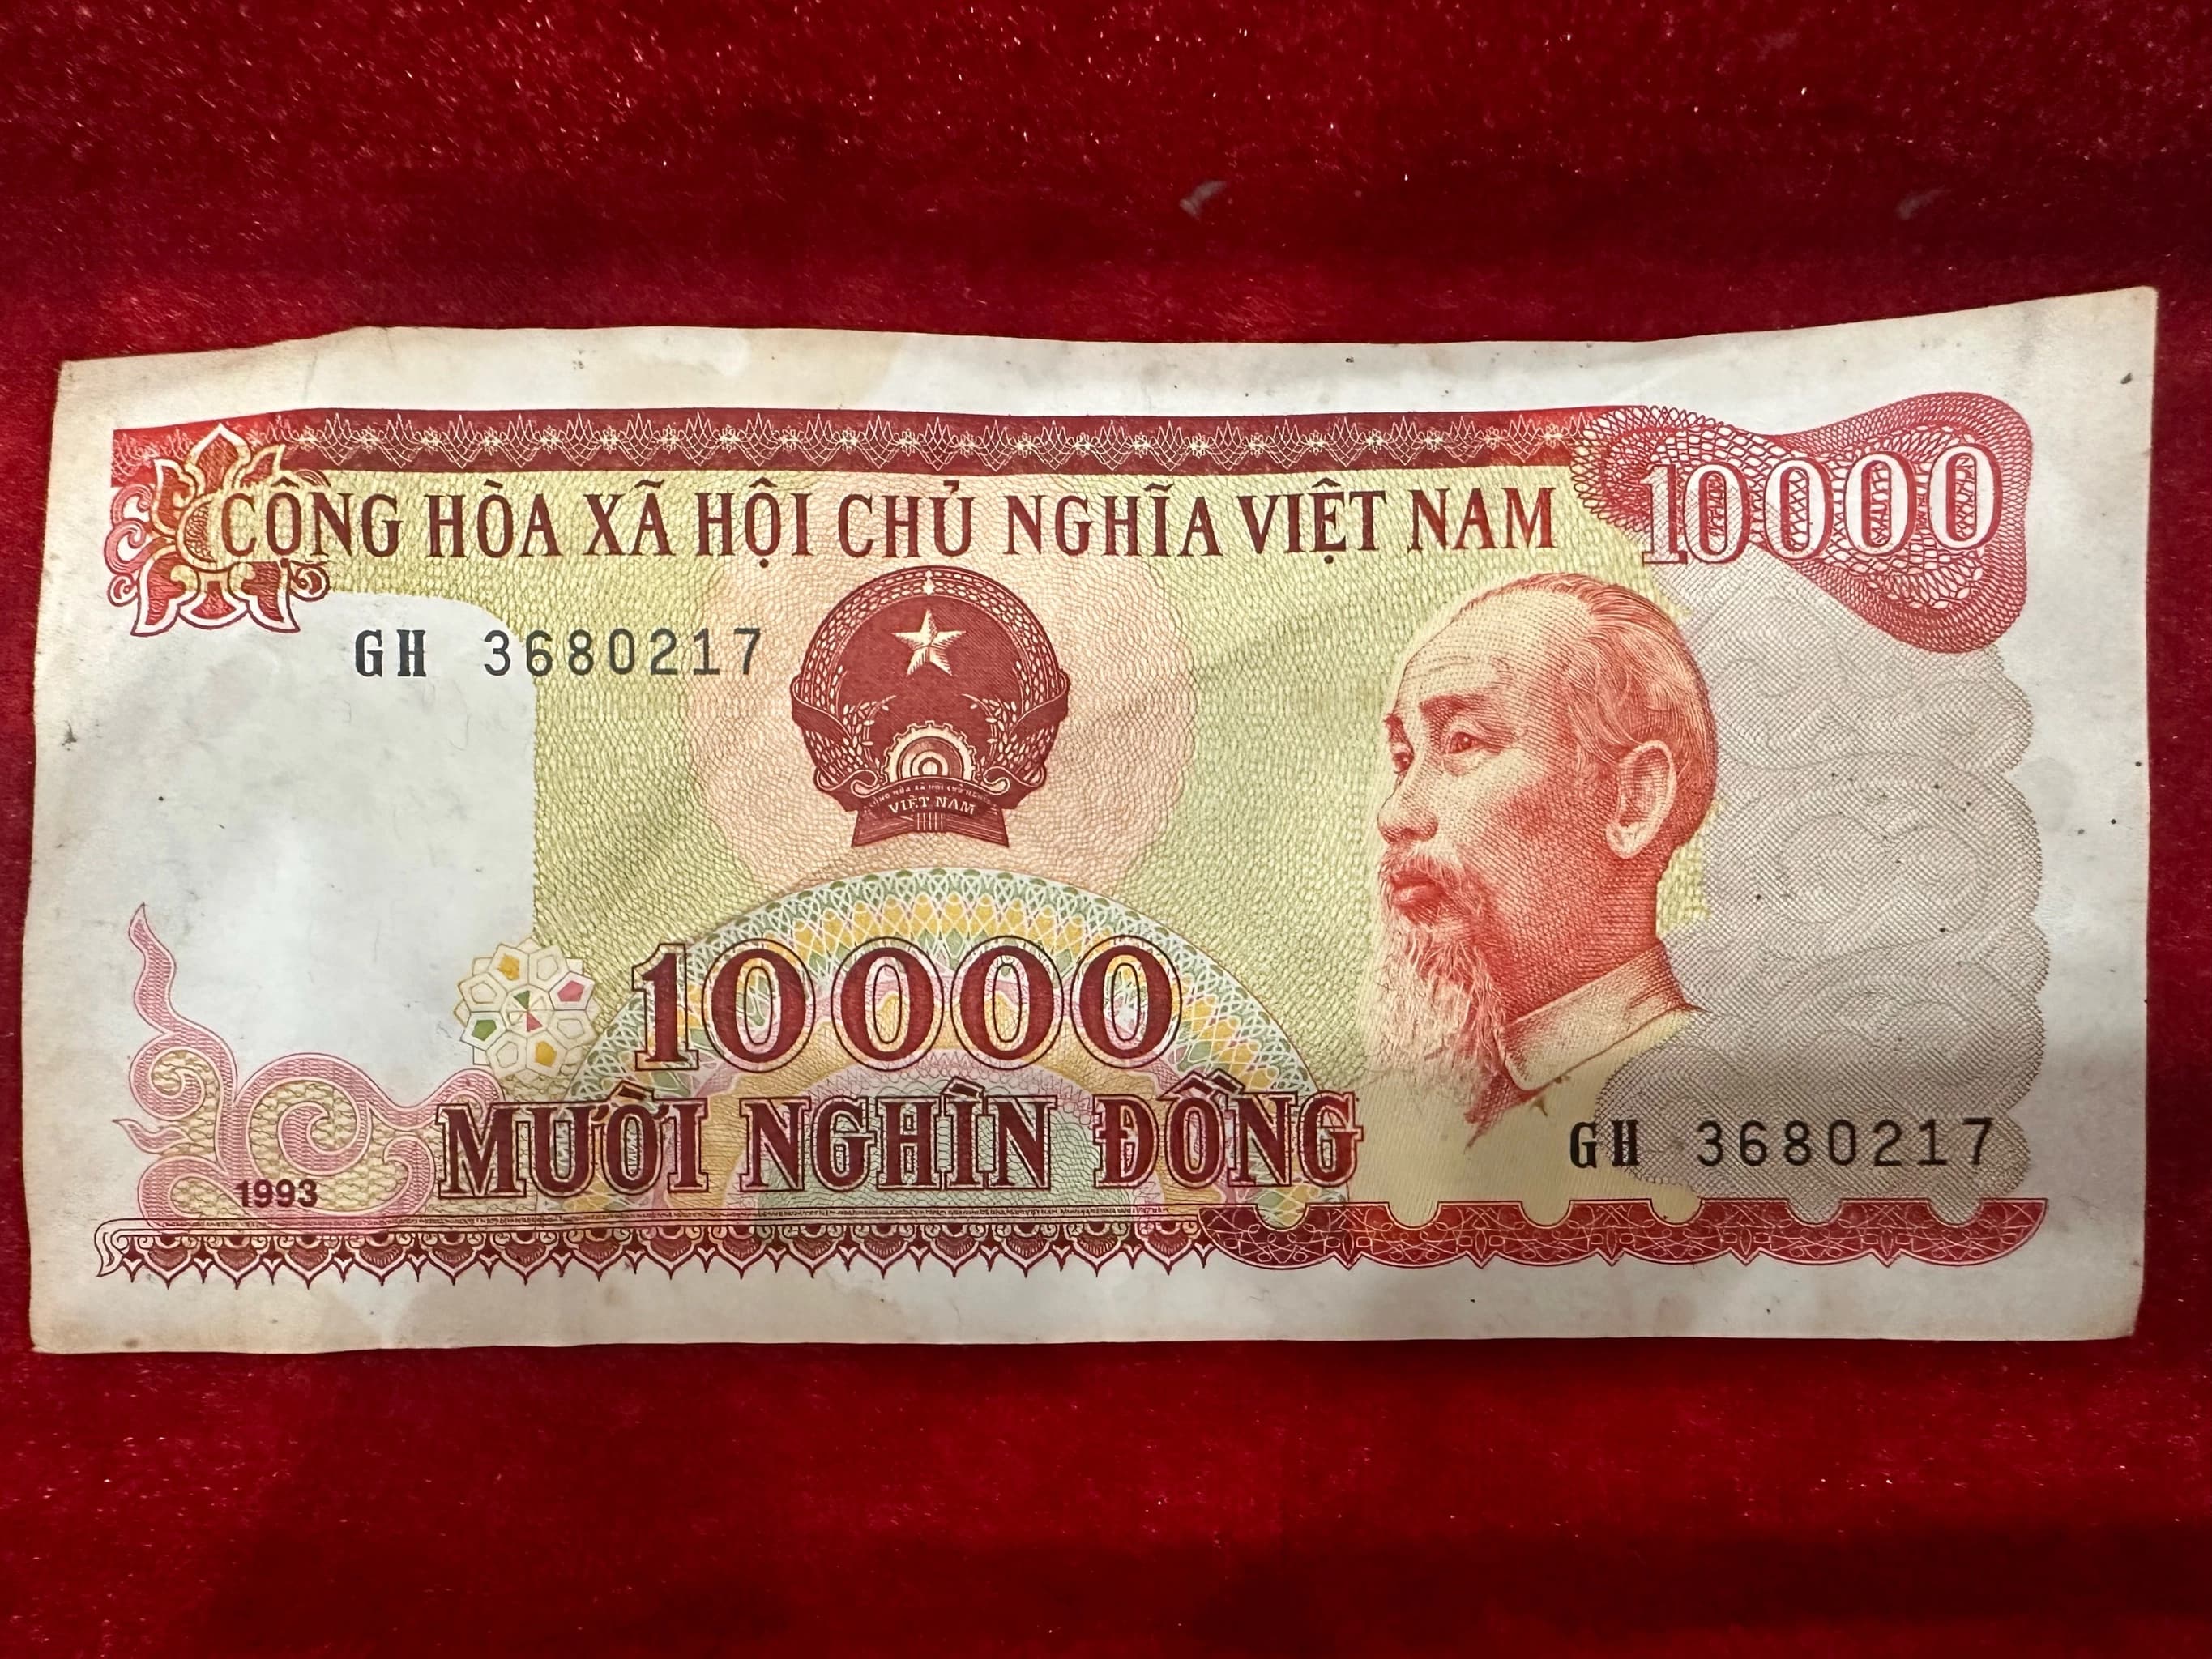 CỘNG HÒA XÃ HỘI CHỦ NGHĨA VIỆT NAM
10000
GH 3680217
VIỆT NAM
10000
MƯỜI NGHÌN ĐỒNG
GH 3680217
1993